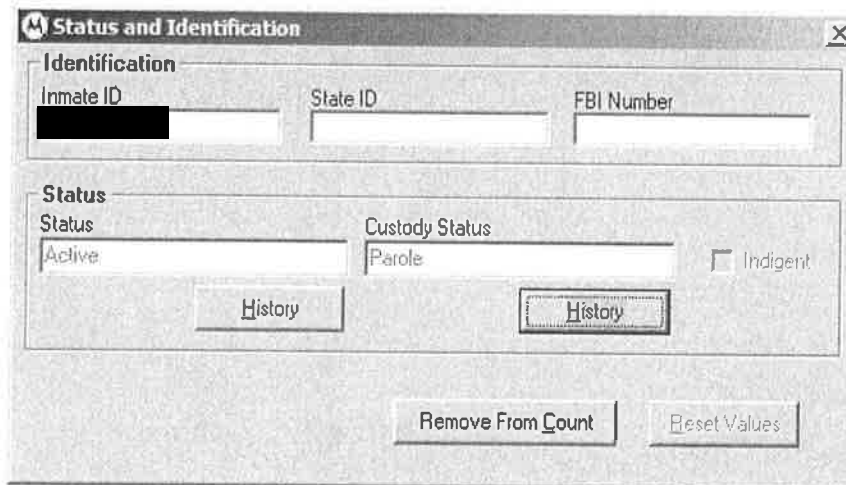 Status and Identification
Identification
Inmate ID State ID FBI Number
Status
Status Custody Status
Active Parole Indigent
History History
Remove From Count Reset Values